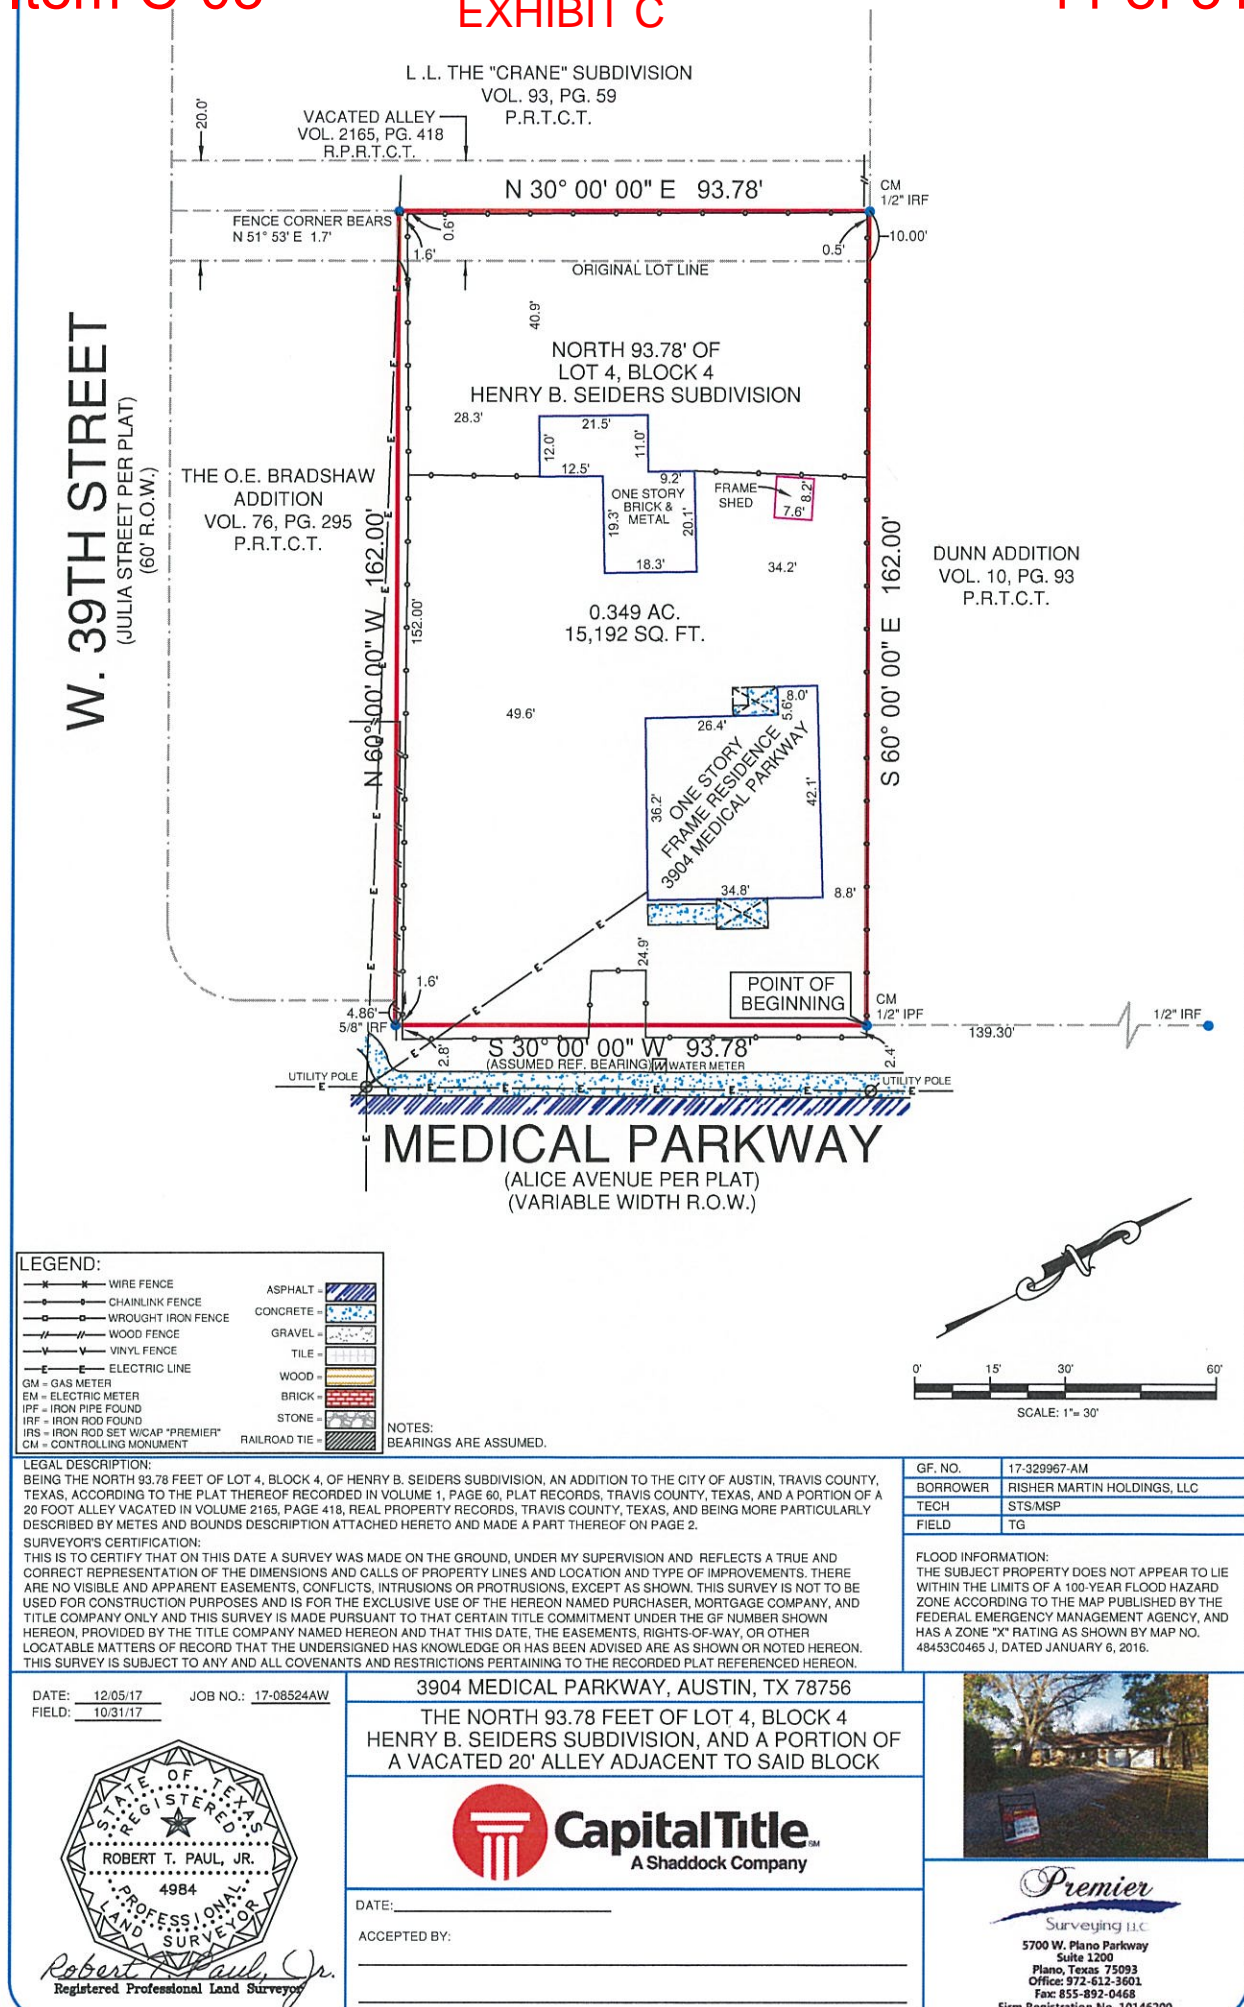 EXHIBIT C
L .L. THE "CRANE" SUBDIVISION
VOL. 93, PG. 59
P.R.T.C.T.
20.0'
VACATED ALLEY
VOL. 2165, PG. 418
R.P.R.T.C.T.
N 30° 00' 00" E 93.78'
CM
1/2" IRF
FENCE CORNER BEARS
N 51° 53' E 1.7'
0.6'
1.6'
0.5'
10.00'
ORIGINAL LOT LINE
40.9'
NORTH 93.78' OF
LOT 4, BLOCK 4
HENRY B. SEIDERS SUBDIVISION
W. 39TH STREET
(JULIA STREET PER PLAT)
(60' R.O.W.)
28.3'
21.5'
12.0'
11.0'
12.5'
9.2'
THE O.E. BRADSHAW
ADDITION
VOL. 76, PG. 295
P.R.T.C.T.
ONE STORY
BRICK &
METAL
19.3'
20.1'
18.3'
FRAME
SHED
8.2'
7.6'
34.2'
DUNN ADDITION
VOL. 10, PG. 93
P.R.T.C.T.
N 60° 00' 00" W 162.00'
152.00'
S 60° 00' 00" E 162.00'
0.349 AC.
15,192 SQ. FT.
49.6'
8.0'
5.6'
26.4'
36.2'
ONE STORY
FRAME RESIDENCE
3904 MEDICAL PARKWAY
42.1'
34.8'
8.8'
24.9'
1.6'
4.86'
5/8" IRF
POINT OF
BEGINNING
CM
1/2" IPF
139.30'
1/2" IRF
2.8'
S 30° 00' 00" W 93.78'
(ASSUMED REF. BEARING)
W WATER METER
2.4'
UTILITY POLE
UTILITY POLE
MEDICAL PARKWAY
(ALICE AVENUE PER PLAT)
(VARIABLE WIDTH R.O.W.)
LEGEND:
WIRE FENCE
CHAINLINK FENCE
WROUGHT IRON FENCE
WOOD FENCE
VINYL FENCE
ELECTRIC LINE
GM = GAS METER
EM = ELECTRIC METER
IPF = IRON PIPE FOUND
IRF = IRON ROD FOUND
IRS = IRON ROD SET W/CAP "PREMIER"
CM = CONTROLLING MONUMENT
ASPHALT =
CONCRETE =
GRAVEL =
TILE =
WOOD =
BRICK =
STONE =
RAILROAD TIE =
NOTES:
BEARINGS ARE ASSUMED.
0' 15' 30' 60'
SCALE: 1"= 30'
LEGAL DESCRIPTION:
BEING THE NORTH 93.78 FEET OF LOT 4, BLOCK 4, OF HENRY B. SEIDERS SUBDIVISION, AN ADDITION TO THE CITY OF AUSTIN, TRAVIS COUNTY,
TEXAS, ACCORDING TO THE PLAT THEREOF RECORDED IN VOLUME 1, PAGE 60, PLAT RECORDS, TRAVIS COUNTY, TEXAS, AND A PORTION OF A
20 FOOT ALLEY VACATED IN VOLUME 2165, PAGE 418, REAL PROPERTY RECORDS, TRAVIS COUNTY, TEXAS, AND BEING MORE PARTICULARLY
DESCRIBED BY METES AND BOUNDS DESCRIPTION ATTACHED HERETO AND MADE A PART THEREOF ON PAGE 2.
SURVEYOR'S CERTIFICATION:
THIS IS TO CERTIFY THAT ON THIS DATE A SURVEY WAS MADE ON THE GROUND, UNDER MY SUPERVISION AND REFLECTS A TRUE AND
CORRECT REPRESENTATION OF THE DIMENSIONS AND CALLS OF PROPERTY LINES AND LOCATION AND TYPE OF IMPROVEMENTS. THERE
ARE NO VISIBLE AND APPARENT EASEMENTS, CONFLICTS, INTRUSIONS OR PROTRUSIONS, EXCEPT AS SHOWN. THIS SURVEY IS NOT TO BE
USED FOR CONSTRUCTION PURPOSES AND IS FOR THE EXCLUSIVE USE OF THE HEREON NAMED PURCHASER, MORTGAGE COMPANY, AND
TITLE COMPANY ONLY AND THIS SURVEY IS MADE PURSUANT TO THAT CERTAIN TITLE COMMITMENT UNDER THE GF NUMBER SHOWN
HEREON, PROVIDED BY THE TITLE COMPANY NAMED HEREON AND THAT THIS DATE, THE EASEMENTS, RIGHTS-OF-WAY, OR OTHER
LOCATABLE MATTERS OF RECORD THAT THE UNDERSIGNED HAS KNOWLEDGE OR HAS BEEN ADVISED ARE AS SHOWN OR NOTED HEREON.
THIS SURVEY IS SUBJECT TO ANY AND ALL COVENANTS AND RESTRICTIONS PERTAINING TO THE RECORDED PLAT REFERENCED HEREON.
GF. NO. 17-329967-AM
BORROWER RISHER MARTIN HOLDINGS, LLC
TECH STS/MSP
FIELD TG
FLOOD INFORMATION:
THE SUBJECT PROPERTY DOES NOT APPEAR TO LIE
WITHIN THE LIMITS OF A 100-YEAR FLOOD HAZARD
ZONE ACCORDING TO THE MAP PUBLISHED BY THE
FEDERAL EMERGENCY MANAGEMENT AGENCY, AND
HAS A ZONE "X" RATING AS SHOWN BY MAP NO.
48453C0465 J, DATED JANUARY 6, 2016.
DATE: 12/05/17 JOB NO.: 17-08524AW
FIELD: 10/31/17
STATE OF TEXAS
REGISTERED
ROBERT T. PAUL, JR.
4984
PROFESSIONAL
LAND SURVEYOR
Robert T. Paul, Jr.
Registered Professional Land Surveyor
3904 MEDICAL PARKWAY, AUSTIN, TX 78756
THE NORTH 93.78 FEET OF LOT 4, BLOCK 4
HENRY B. SEIDERS SUBDIVISION, AND A PORTION OF
A VACATED 20' ALLEY ADJACENT TO SAID BLOCK
CapitalTitle SM
A Shaddock Company
DATE:
ACCEPTED BY:
Premier
Surveying LLC
5700 W. Plano Parkway
Suite 1200
Plano, Texas 75093
Office: 972-612-3601
Fax: 855-892-0468
Firm Registration No. 10146200